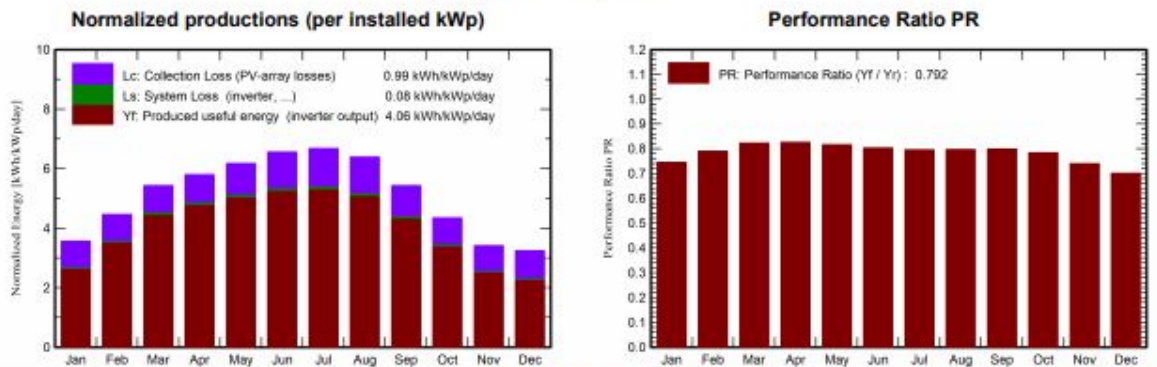 Normalized productions (per installed kWp)
10
8
6
4
2
0
Normalized Energy [kWh/kWp/day]
Lc: Collection Loss (PV-array losses) 0.99 kWh/kWp/day
Ls: System Loss (inverter, ...) 0.08 kWh/kWp/day
Yf: Produced useful energy (inverter output) 4.06 kWh/kWp/day
Jan Feb Mar Apr May Jun Jul Aug Sep Oct Nov Dec
Performance Ratio PR
1.2
1.1
1.0
0.9
0.8
0.7
0.6
0.5
0.4
0.3
0.2
0.1
0.0
Performance Ratio PR
PR: Performance Ratio (Yf / Yr) : 0.792
Jan Feb Mar Apr May Jun Jul Aug Sep Oct Nov Dec